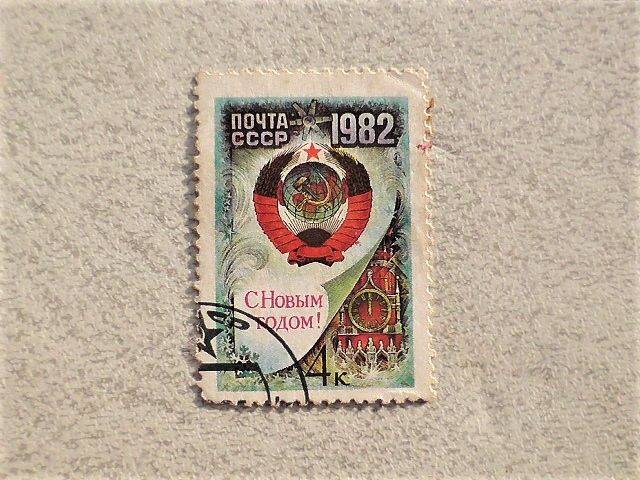 ПОЧТА 1982
СССР
С Новым
годом!
4к